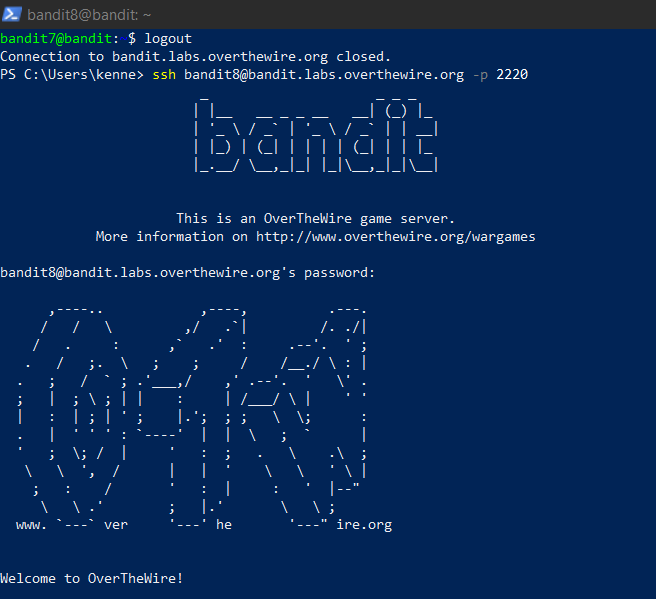 bandit8@bandit: ~
bandit7@bandit: $ logout
Connection to bandit.labs.overthewire.org closed.
PS C:\Users\kenne> ssh bandit8@bandit.labs.overthewire.org -p 2220
bandit
This is an OverTheWire game server.
More information on http://www.overthewire.org/wargames
bandit8@bandit.labs.overthewire.org's password:
www. ver he ire.org
Welcome to OverTheWire!